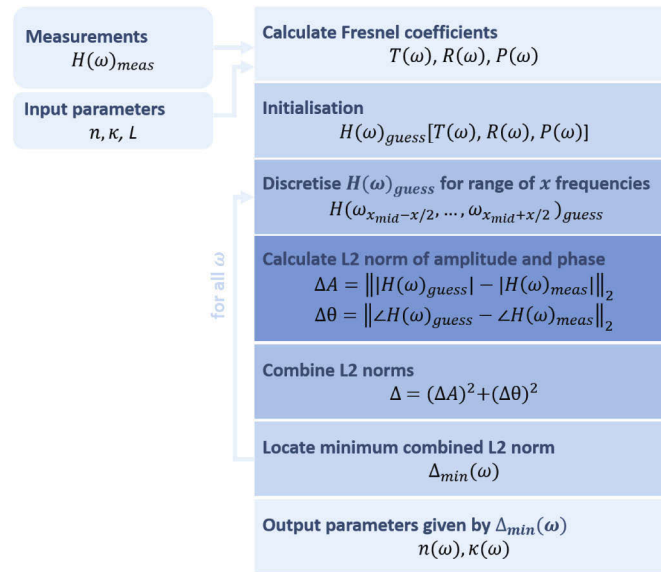 Measurements
H(ω)meas
Input parameters
n, κ, L
Calculate Fresnel coefficients
T(ω), R(ω), P(ω)
Initialisation
H(ω)guess[T(ω), R(ω), P(ω)]
for all ω
Discretise H(ω)guess for range of x frequencies
H(ωxmid−x/2, ..., ωxmid+x/2)guess
Calculate L2 norm of amplitude and phase
ΔA = ‖|H(ω)guess| − |H(ω)meas|‖2
Δθ = ‖∠H(ω)guess − ∠H(ω)meas‖2
Combine L2 norms
Δ = (ΔA)²+(Δθ)²
Locate minimum combined L2 norm
Δmin(ω)
Output parameters given by Δmin(ω)
n(ω), κ(ω)